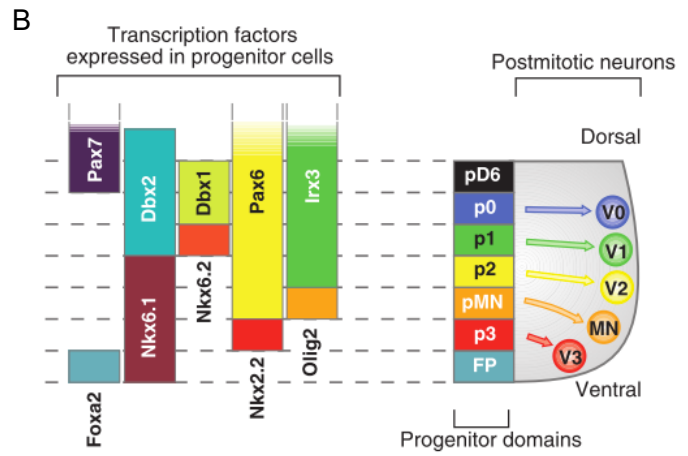 B
Transcription factors
expressed in progenitor cells
Postmitotic neurons
Dorsal
Pax7
Dbx2
Dbx1
Pax6
Irx3
Nkx6.1
Nkx6.2
Foxa2
Nkx2.2
Olig2
pD6
p0
p1
p2
pMN
p3
FP
V0
V1
V2
MN
V3
Ventral
Progenitor domains